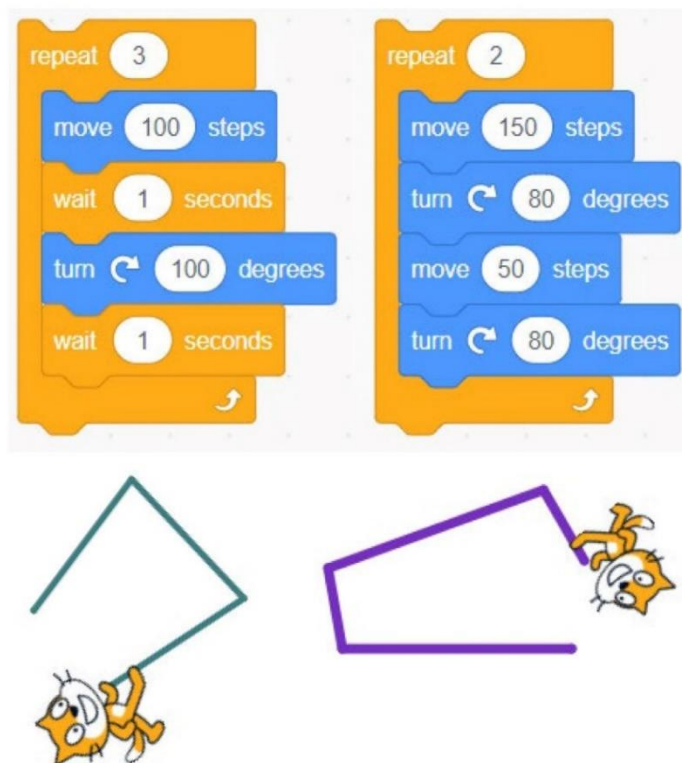 repeat 3
move 100 steps
wait 1 seconds
turn 100 degrees
wait 1 seconds
repeat 2
move 150 steps
turn 80 degrees
move 50 steps
turn 80 degrees